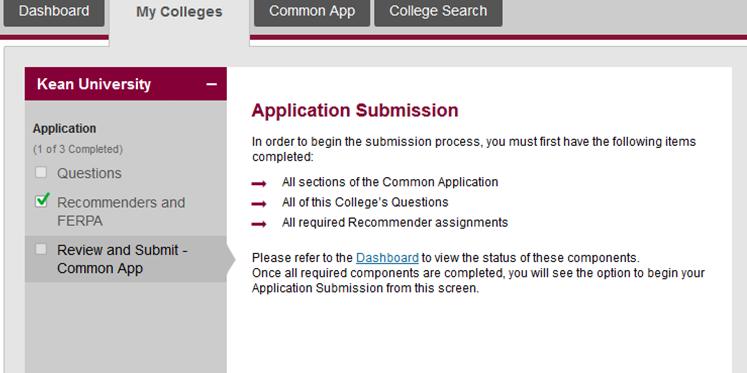 Dashboard
My Colleges
Common App
College Search
Kean University
Application
(1 of 3 Completed)
Questions
Recommenders and
FERPA
Review and Submit -
Common App
Application Submission
In order to begin the submission process, you must first have the following items
completed:
All sections of the Common Application
All of this College's Questions
All required Recommender assignments
Please refer to the Dashboard to view the status of these components.
Once all required components are completed, you will see the option to begin your
Application Submission from this screen.